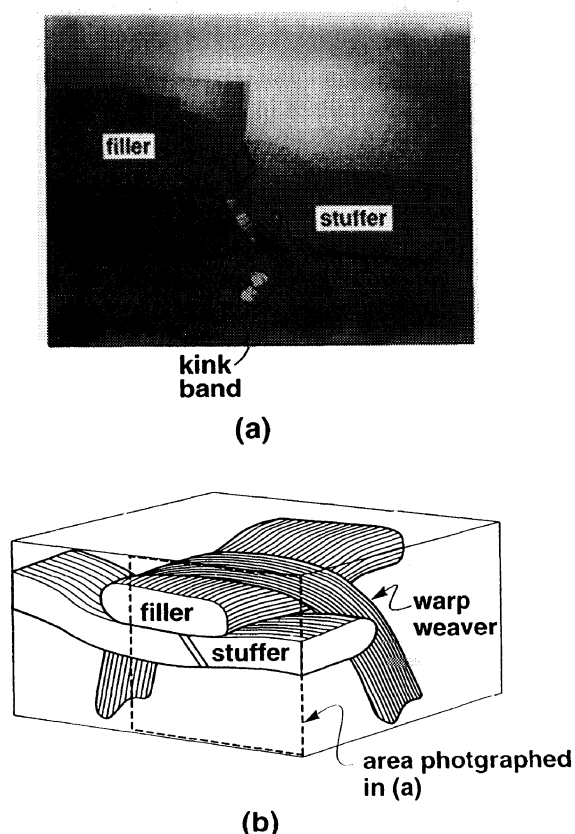 filler
stuffer
kink
band
(a)
filler
stuffer
warp
weaver
area photgraphed
in (a)
(b)